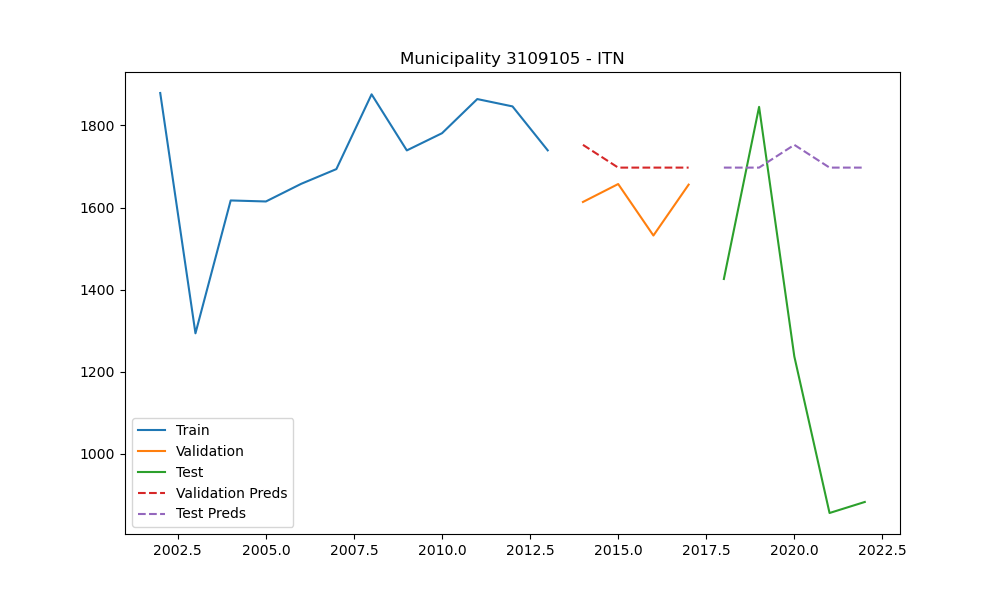 Municipality 3109105 - ITN
1800
1600
1400
1200
1000
Train
Validation
Test
Validation Preds
Test Preds
2002.5 2005.0 2007.5 2010.0 2012.5 2015.0 2017.5 2020.0 2022.5